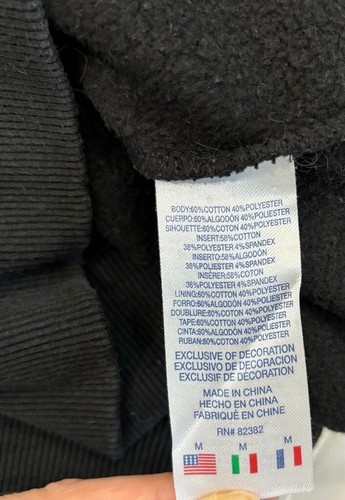 BODY:60%COTTON 40%POLYESTER
CUERPO:60%ALGODÓN 40%POLIESTER
SILHOUETTE:60%COTON 40%POLYESTER
INSERT:58%COTTON
38%POLYESTER 4%SPANDEX
INSERTO:58%ALGODÓN
38%POLIESTER 4%SPANDEX
INSÉRER:58%COTON
38%POLYESTER 4%SPANDEX
LINING:60%COTTON 40%POLYESTER
FORRO:60%ALGODÓN 40%POLIESTER
DOUBLURE:60%COTON 40%POLYESTER
TAPE:60%COTTON 40%POLYESTER
CINTA:60%ALGODÓN 40%POLIESTER
RUBAN:60%COTON 40%POLYESTER
EXCLUSIVE OF DECORATION
EXCLUSIVO DE DECORACION
EXCLUSIF DE DÉCORATION
MADE IN CHINA
HECHO EN CHINA
FABRIQUÉ EN CHINE
RN# 82382
M M M